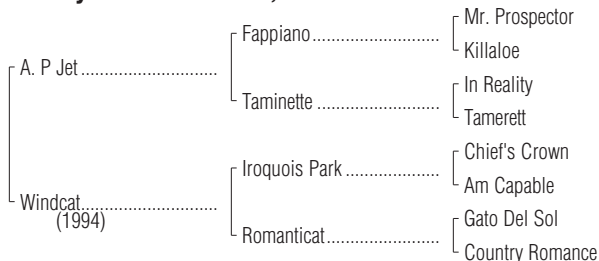 Mr. Prospector
Fappiano
Killaloe
A. P Jet
In Reality
Taminette
Tamerett
Chief's Crown
Iroquois Park
Am Capable
Windcat
(1994)
Gato Del Sol
Romanticat
Country Romance